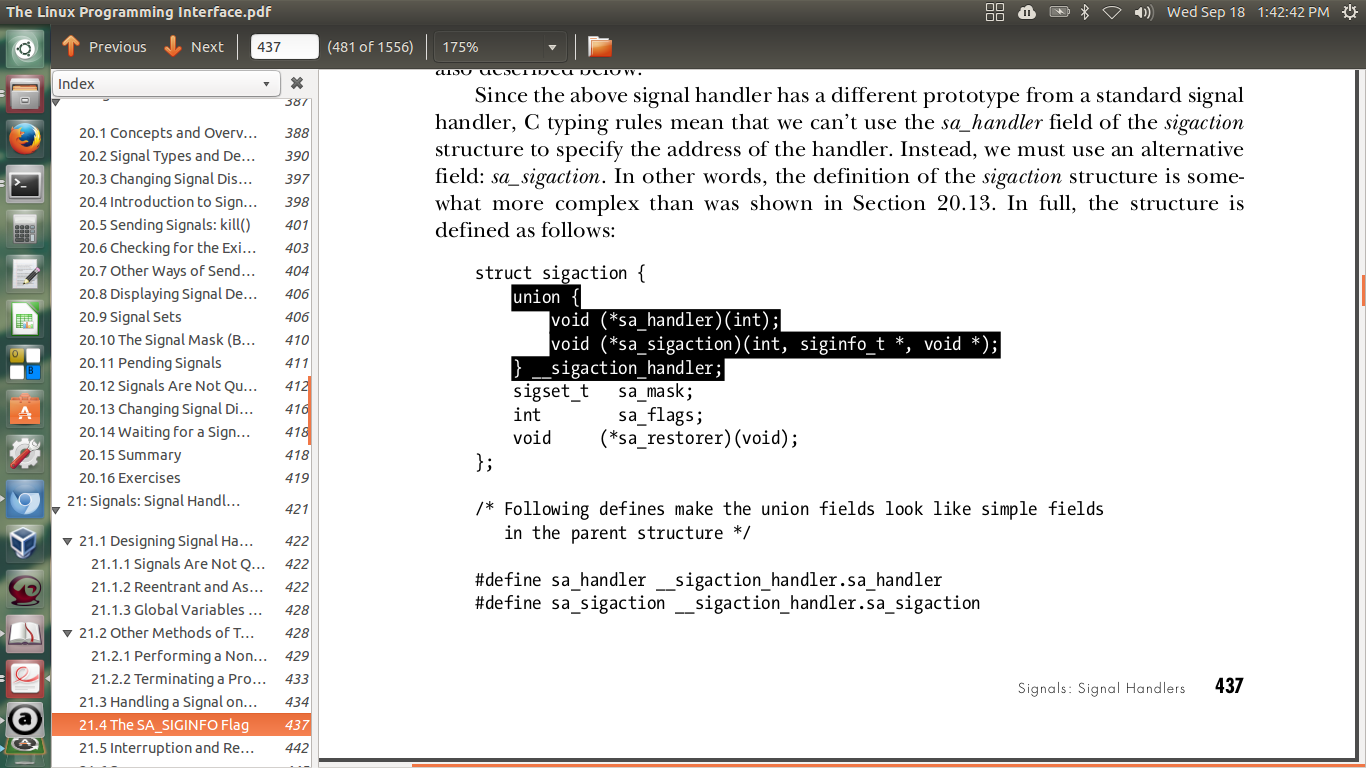 The Linux Programming Interface.pdf
Wed Sep 18 1:42:42 PM
Previous
Next
437
(481 of 1556)
175%
Index
387
20.1 Concepts and Overv... 388
20.2 Signal Types and De... 390
20.3 Changing Signal Dis... 397
20.4 Introduction to Sign... 398
20.5 Sending Signals: kill() 401
20.6 Checking for the Exi... 403
20.7 Other Ways of Send... 404
20.8 Displaying Signal De... 406
20.9 Signal Sets 406
20.10 The Signal Mask (B... 410
20.11 Pending Signals 411
20.12 Signals Are Not Qu... 412
20.13 Changing Signal Di... 416
20.14 Waiting for a Sign... 418
20.15 Summary 418
20.16 Exercises 419
21: Signals: Signal Handl... 421
21.1 Designing Signal Ha... 422
21.1.1 Signals Are Not Q... 422
21.1.2 Reentrant and As... 422
21.1.3 Global Variables ... 428
21.2 Other Methods of T... 428
21.2.1 Performing a Non... 429
21.2.2 Terminating a Pro... 433
21.3 Handling a Signal on... 434
21.4 The SA_SIGINFO Flag 437
21.5 Interruption and Re... 442
also described below.
Since the above signal handler has a different prototype from a standard signal
handler, C typing rules mean that we can't use the sa_handler field of the sigaction
structure to specify the address of the handler. Instead, we must use an alternative
field: sa_sigaction. In other words, the definition of the sigaction structure is some-
what more complex than was shown in Section 20.13. In full, the structure is
defined as follows:
struct sigaction {
union {
void (*sa_handler)(int);
void (*sa_sigaction)(int, siginfo_t *, void *);
} __sigaction_handler;
sigset_t sa_mask;
int sa_flags;
void (*sa_restorer)(void);
};
/* Following defines make the union fields look like simple fields
in the parent structure */
#define sa_handler __sigaction_handler.sa_handler
#define sa_sigaction __sigaction_handler.sa_sigaction
Signals: Signal Handlers 437